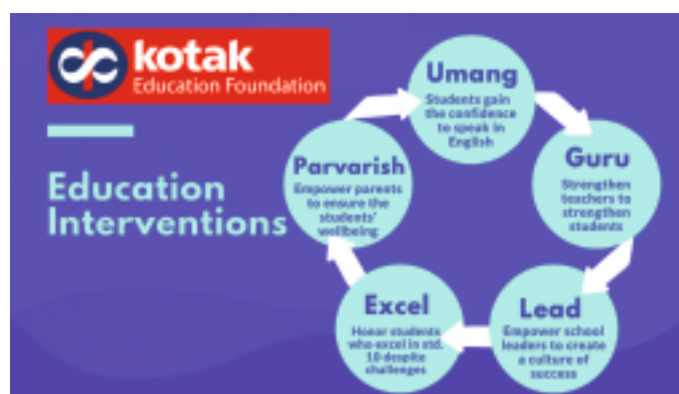 kotak
Education Foundation
Education
Interventions
Umang
Students gain
the confidence
to speak in
English
Guru
Strengthen
teachers to
strengthen
students
Lead
Empower school
leaders to create
a culture of
success
Excel
Honor students
who excel in std.
10 despite
challenges
Parvarish
Empower parents
to ensure the
students'
wellbeing